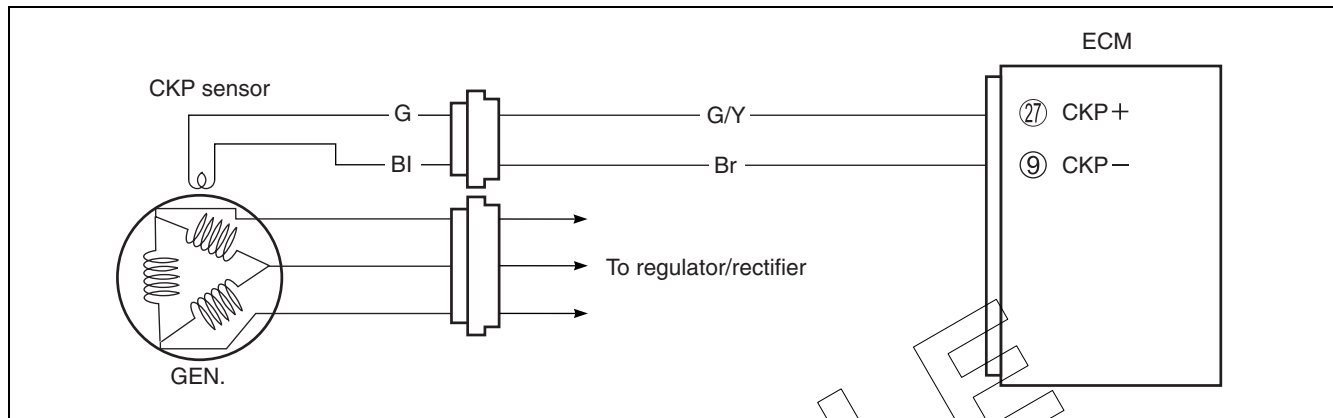 ECM
CKP sensor
G
G/Y
㉗ CKP+
Bl
Br
⑨ CKP−
To regulator/rectifier
GEN.